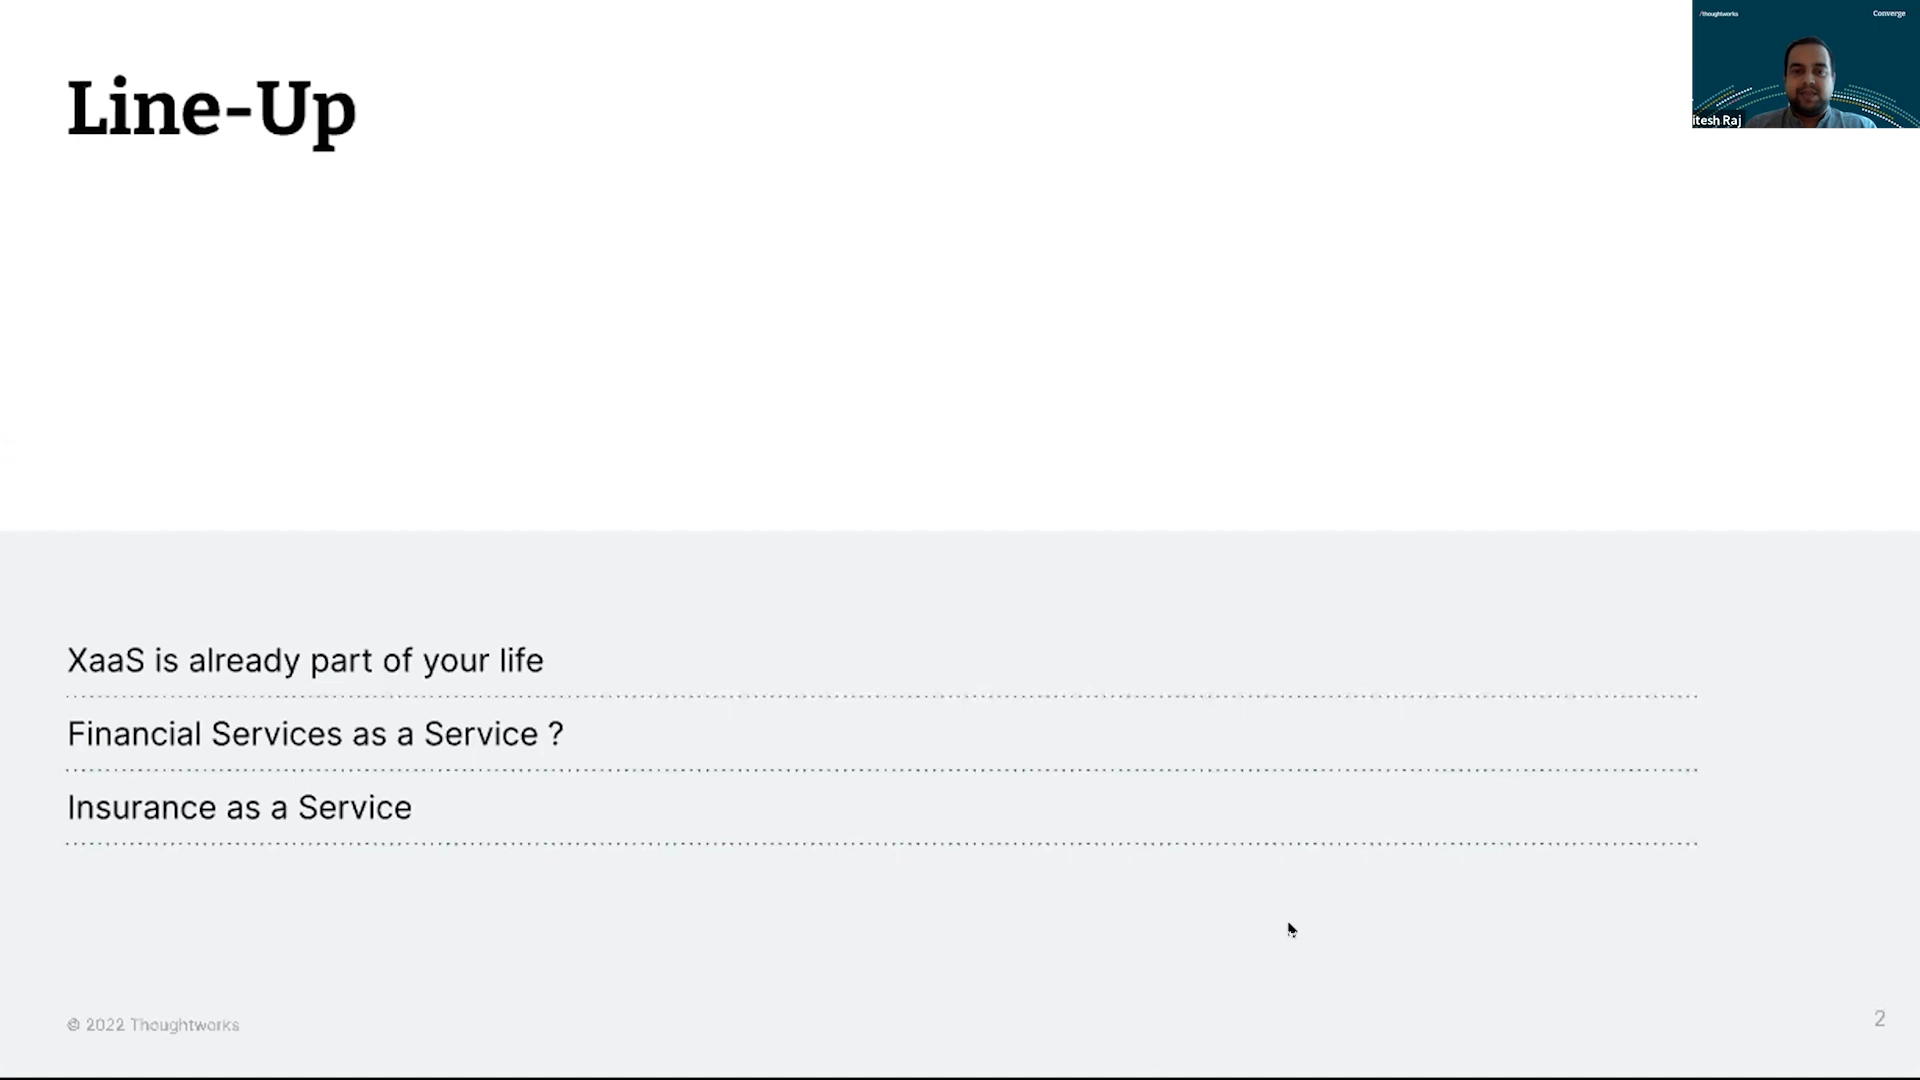 Line-Up
/thoughtworks
Converge
itesh Raj
XaaS is already part of your life
Financial Services as a Service ?
Insurance as a Service
© 2022 Thoughtworks
2